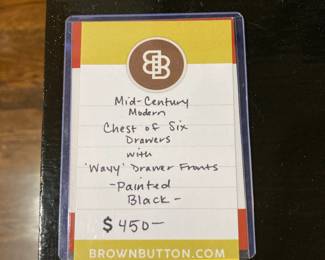 BB
Mid-Century
Modern
Chest of Six
Drawers
with
'Wavy' Drawer Fronts
-Painted
Black-
$450-
BROWNBUTTON.COM